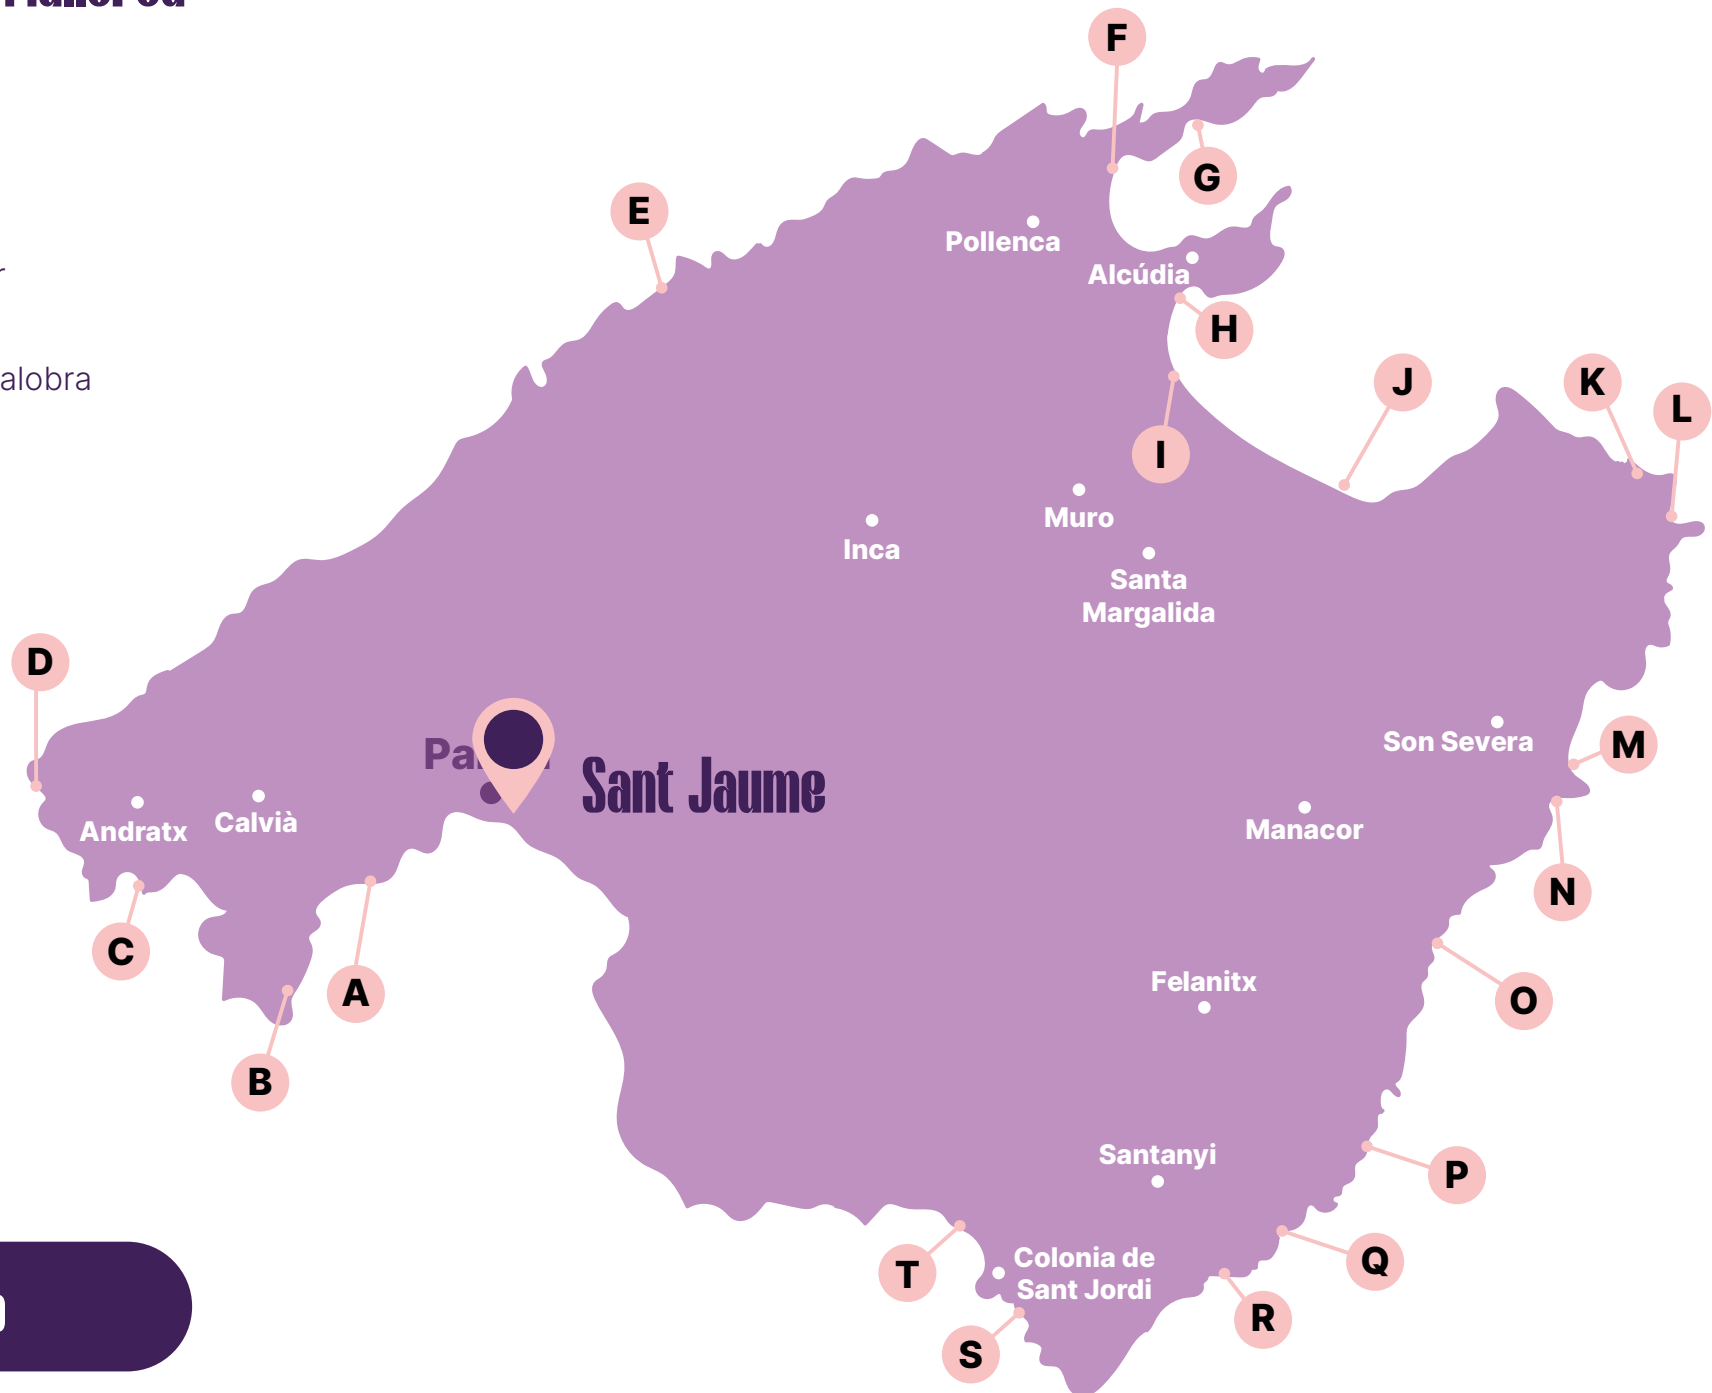 F
G
E
Pollenca
Alcúdia
H
alobra
J
K
L
I
Muro
Inca
Santa
Margalida
D
Son Severa
M
Sant Jaume
Andratx
Calvià
Manacor
N
C
A
Felanitx
O
B
Santanyi
P
T
Colonia de
Sant Jordi
Q
R
S